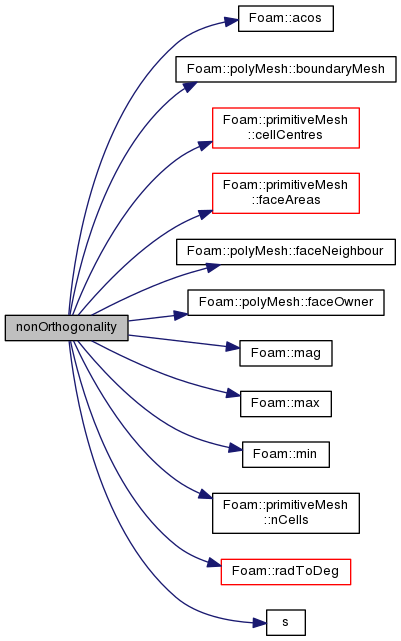 Foam::acos
Foam::polyMesh::boundaryMesh
Foam::primitiveMesh
::cellCentres
Foam::primitiveMesh
::faceAreas
Foam::polyMesh::faceNeighbour
Foam::polyMesh::faceOwner
nonOrthogonality
Foam::mag
Foam::max
Foam::min
Foam::primitiveMesh
::nCells
Foam::radToDeg
s